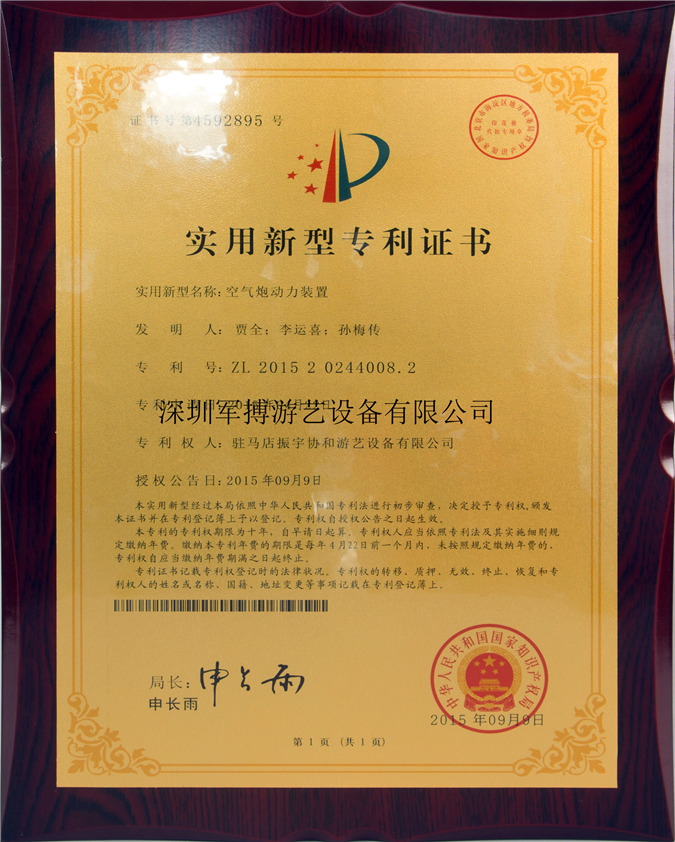 证书号第4592895号
实用新型专利证书
实用新型名称：空气炮动力装置
发明人：贾全；李运喜；孙梅传
专利号：ZL 2015 2 0244008.2
专利申请日：
深圳军搏游艺设备有限公司
专利权人：驻马店振宇协和游艺设备有限公司
授权公告日：2015年09月9日
本实用新型经过本局依照中华人民共和国专利法进行初步审查，决定授予专利权，颁发
本证书并在专利登记簿上予以登记。专利权自授权公告之日起生效。
本专利的专利权期限为十年，自申请日起算。专利权人应当依照专利法及其实施细则规
定缴纳年费。缴纳本专利年费的期限是每年4月22日前一个月内。未按照规定缴纳年费的，
专利权自应当缴纳年费期满之日起终止。
专利证书记载专利权登记时的法律状况。专利权的转移、质押、无效、终止、恢复和专
利权人的姓名或名称、国籍、地址变更等事项记载在专利登记簿上。
局长：申长雨
申长雨
中华人民共和国国家知识产权局
2015年09月9日
第1页（共1页）